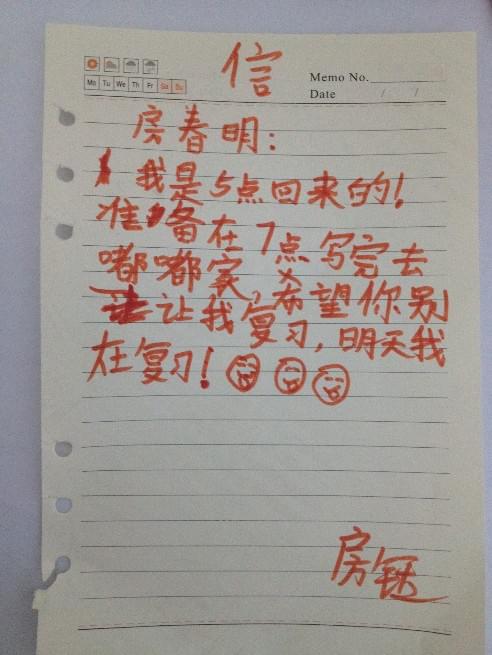 信
Memo No.
Mo Tu We Th Fr Sa Su
Date / /
房春明:
我是5点回来的!
准备在7点写完去
嘟嘟家,希望你别
让我复习,明天我
在复习!
房钰